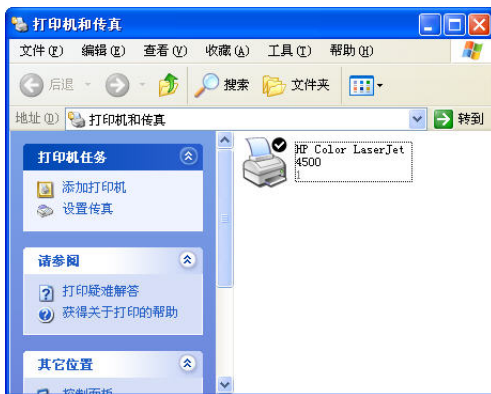 打印机和传真
文件(F) 编辑(E) 查看(V) 收藏(A) 工具(T) 帮助(H)
后退 搜索 文件夹
地址(D) 打印机和传真 转到
打印机任务
添加打印机
设置传真
请参阅
打印疑难解答
获得关于打印的帮助
其它位置
控制面板
HP Color LaserJet
4500
1